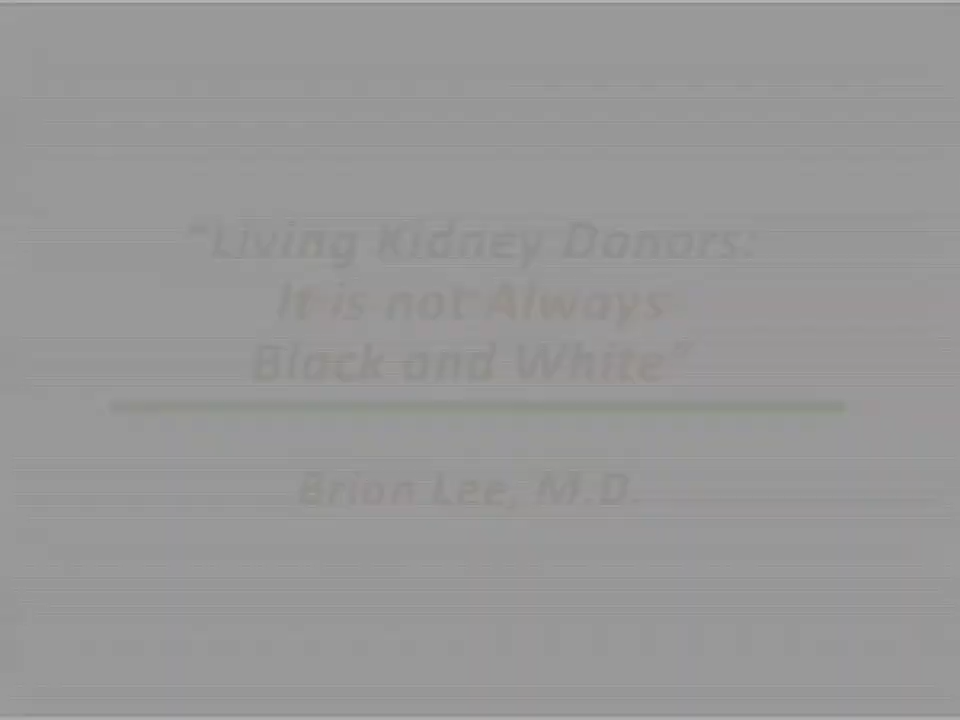 “Living Kidney Donors:
It is not Always
Black and White”
Brian Lee, M.D.